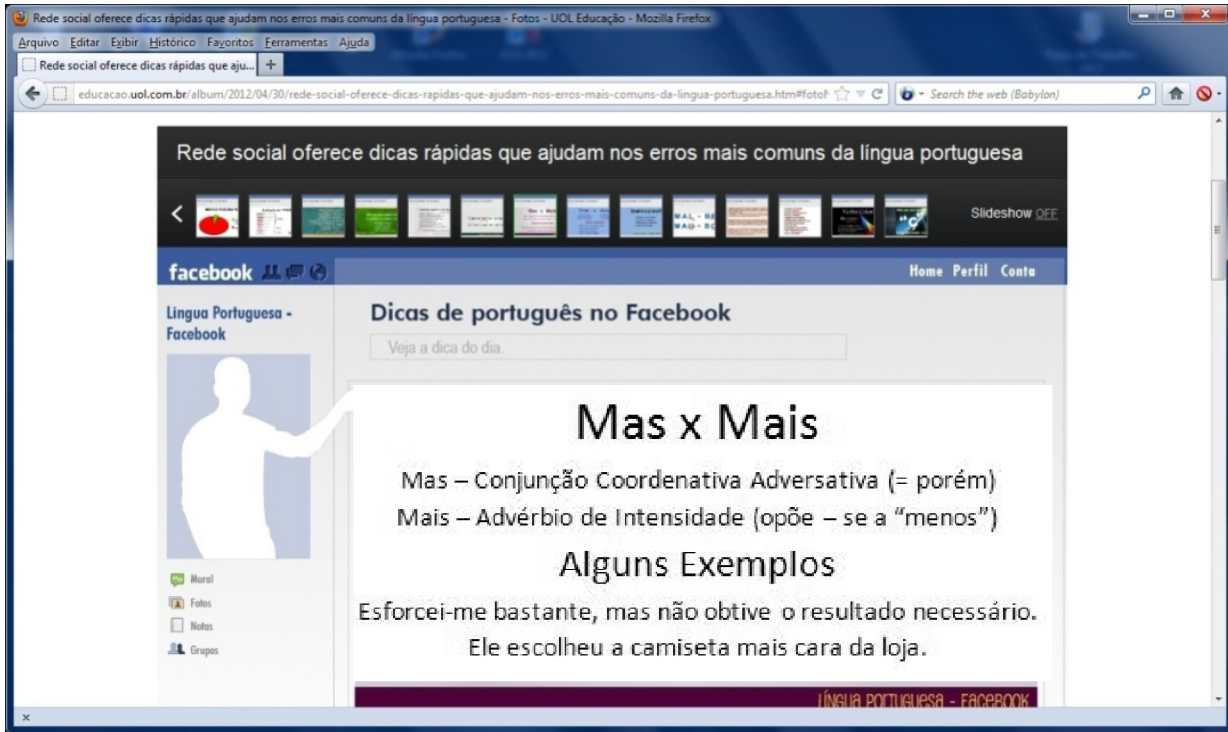 Rede social oferece dicas rápidas que ajudam nos erros mais comuns da língua portuguesa - Fotos - UOL Educação - Mozilla Firefox
Arquivo Editar Exibir Histórico Favoritos Ferramentas Ajuda
Rede social oferece dicas rápidas que aju... +
educacao.uol.com.br/album/2012/04/30/rede-social-oferece-dicas-rapidas-que-ajudam-nos-erros-mais-comuns-da-lingua-portuguesa.htm#fotoN Search the web (Babylon)
Rede social oferece dicas rápidas que ajudam nos erros mais comuns da língua portuguesa
Slideshow OFF
facebook Home Perfil Conta
Lingua Portuguesa -
Facebook
Dicas de português no Facebook
Veja a dica do dia.
Mas x Mais
Mas – Conjunção Coordenativa Adversativa (= porém)
Mais – Advérbio de Intensidade (opõe – se a “menos”)
Alguns Exemplos
Esforcei-me bastante, mas não obtive o resultado necessário.
Ele escolheu a camiseta mais cara da loja.
Mural
Fotos
Notas
Grupos
LÍNGUA PORTUGUESA - FACEBOOK